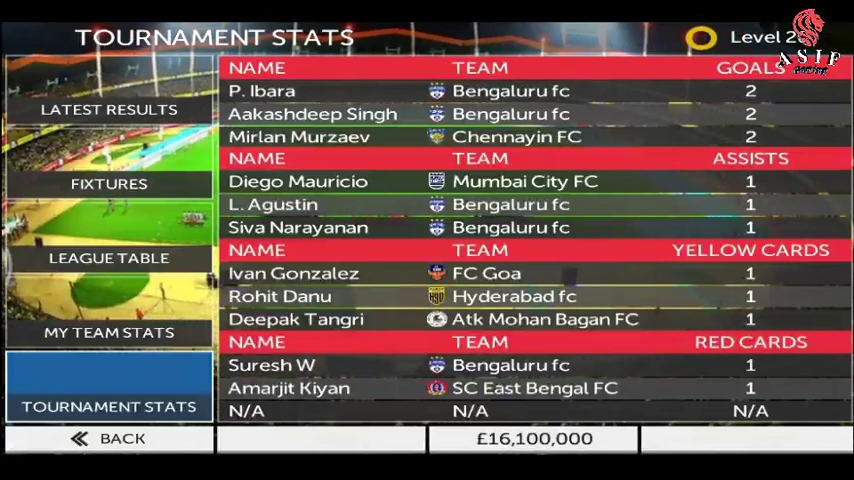 TOURNAMENT STATS
Level 2
ASIF
Gaming
LATEST RESULTS
FIXTURES
LEAGUE TABLE
MY TEAM STATS
TOURNAMENT STATS
NAME TEAM GOALS
P. Ibara Bengaluru fc 2
Aakashdeep Singh Bengaluru fc 2
Mirlan Murzaev Chennayin FC 2
NAME TEAM ASSISTS
Diego Mauricio Mumbai City FC 1
L. Agustin Bengaluru fc 1
Siva Narayanan Bengaluru fc 1
NAME TEAM YELLOW CARDS
Ivan Gonzalez FC Goa 1
Rohit Danu Hyderabad fc 1
Deepak Tangri Atk Mohan Bagan FC 1
NAME TEAM RED CARDS
Suresh W Bengaluru fc 1
Amarjit Kiyan SC East Bengal FC 1
N/A N/A N/A
BACK
£16,100,000